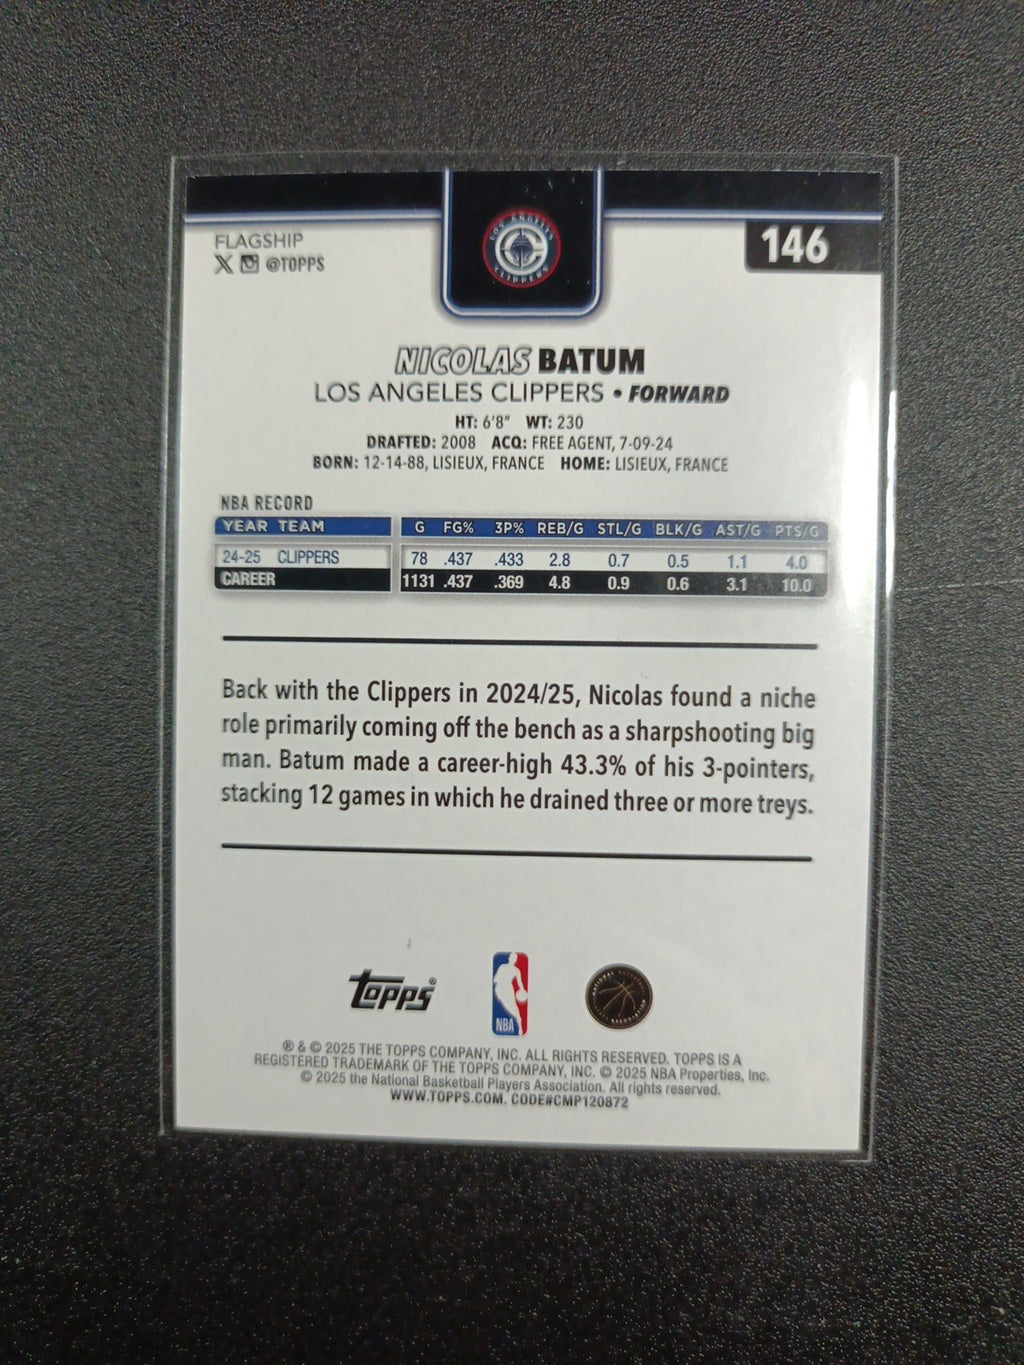 FLAGSHIP
X @TOPPS
LOS ANGELES
CLIPPERS
146
NICOLAS BATUM
LOS ANGELES CLIPPERS • FORWARD
HT: 6'8" WT: 230
DRAFTED: 2008 ACQ: FREE AGENT, 7-09-24
BORN: 12-14-88, LISIEUX, FRANCE HOME: LISIEUX, FRANCE
NBA RECORD
YEAR TEAM G FG% 3P% REB/G STL/G BLK/G AST/G PTS/G
24-25 CLIPPERS 78 .437 .433 2.8 0.7 0.5 1.1 4.0
CAREER 1131 .437 .369 4.8 0.9 0.6 3.1 10.0
Back with the Clippers in 2024/25, Nicolas found a niche
role primarily coming off the bench as a sharpshooting big
man. Batum made a career-high 43.3% of his 3-pointers,
stacking 12 games in which he drained three or more treys.
Topps®
NBA
® & © 2025 THE TOPPS COMPANY, INC. ALL RIGHTS RESERVED. TOPPS IS A
REGISTERED TRADEMARK OF THE TOPPS COMPANY, INC. © 2025 NBA Properties, Inc.
© 2025 the National Basketball Players Association. All rights reserved.
WWW.TOPPS.COM. CODE#CMP120872